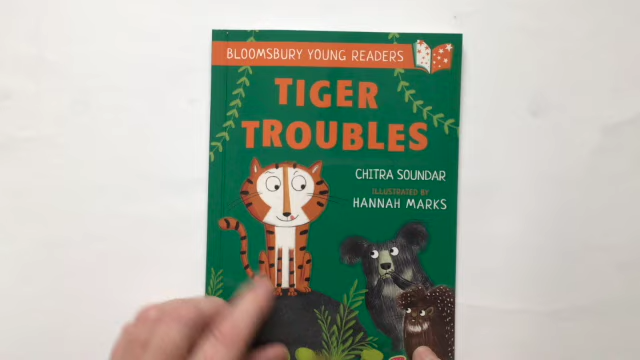 BLOOMSBURY YOUNG READERS
TIGER
TROUBLES
CHITRA SOUNDAR
ILLUSTRATED BY
HANNAH MARKS